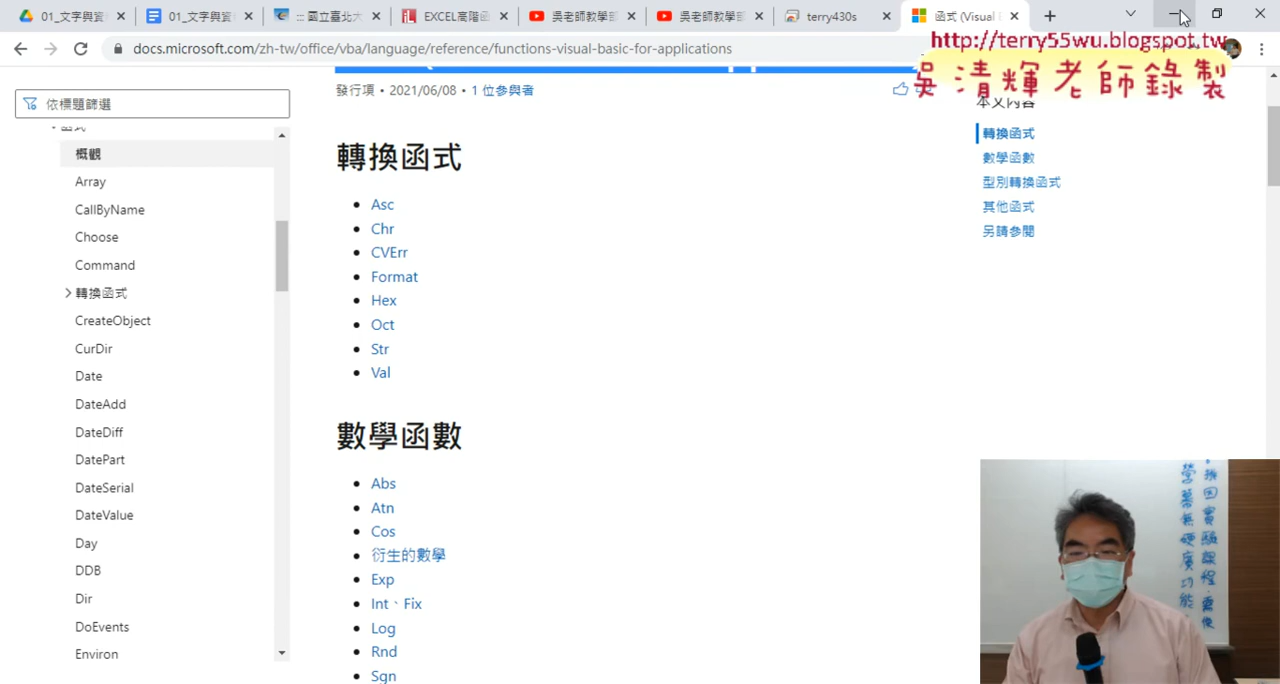 01_文字與資
01_文字與資
::: 國立臺北大
EXCEL高階函
吳老師教學部
吳老師教學部
terry430s
函式 (Visual
docs.microsoft.com/zh-tw/office/vba/language/reference/functions-visual-basic-for-applications
http://terry55wu.blogspot.tw
吳清輝老師錄製
依標題篩選
發行項 • 2021/06/08 • 1 位參與者
本文內容
轉換函式
數學函數
型別轉換函式
其他函式
另請參閱
函式
概觀
Array
CallByName
Choose
Command
轉換函式
CreateObject
CurDir
Date
DateAdd
DateDiff
DatePart
DateSerial
DateValue
Day
DDB
Dir
DoEvents
Environ
轉換函式
Asc
Chr
CVErr
Format
Hex
Oct
Str
Val
數學函數
Abs
Atn
Cos
衍生的數學
Exp
Int、Fix
Log
Rnd
Sgn